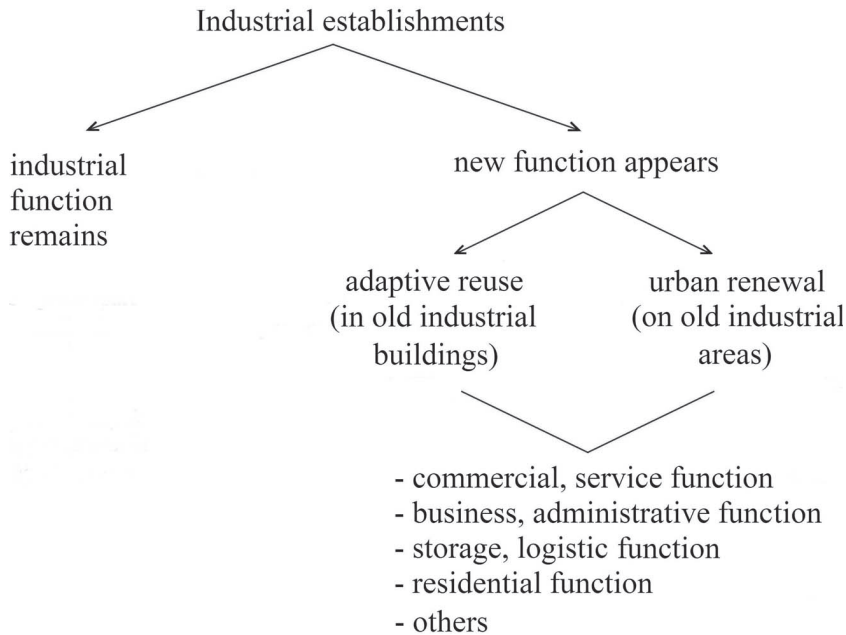 Industrial establishments
industrial
function
remains
new function appears
adaptive reuse
(in old industrial
buildings)
urban renewal
(on old industrial
areas)
- commercial, service function
- business, administrative function
- storage, logistic function
- residential function
- others